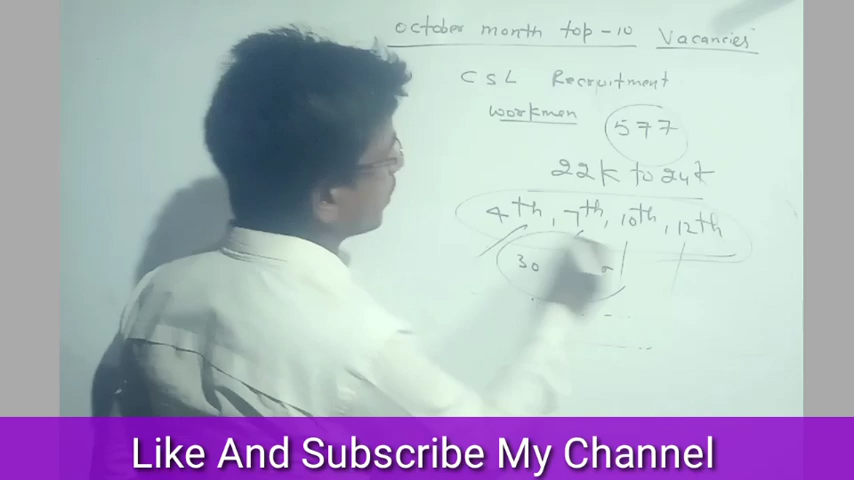 October month top-10 Vacancies
CSL Recruitment
Workmen 577
22K to 24K
4th, 7th, 10th, 12th
30
Like And Subscribe My Channel